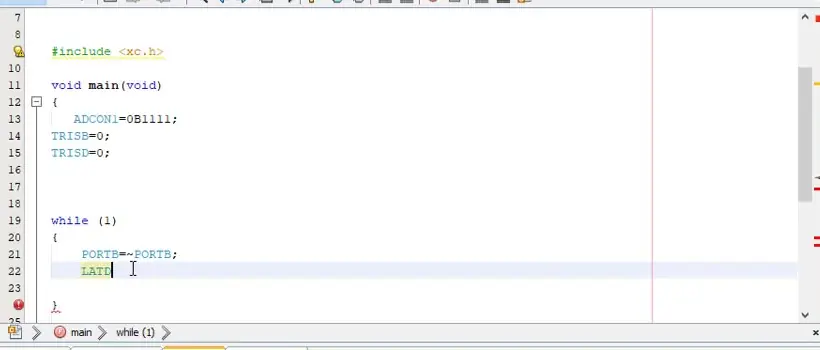 7
8
#include <xc.h>
10
11 void main(void)
12 {
13 ADCON1=0B1111;
14 TRISB=0;
15 TRISD=0;
16
17
18
19 while (1)
20 {
21 PORTB=~PORTB;
22 LATD
23
}
25
main while (1)